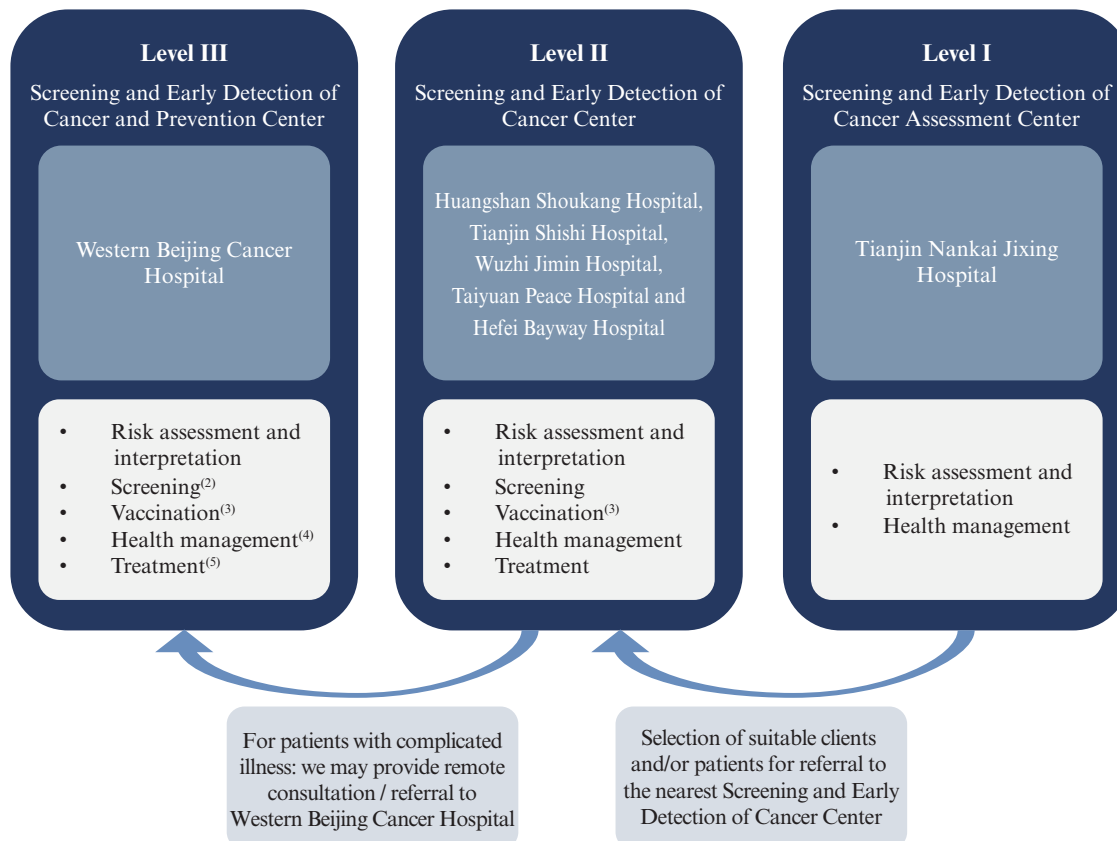 Level III
Screening and Early Detection of
Cancer and Prevention Center
Western Beijing Cancer
Hospital
• Risk assessment and
interpretation
• Screening(2)
• Vaccination(3)
• Health management(4)
• Treatment(5)
Level II
Screening and Early Detection of
Cancer Center
Huangshan Shoukang Hospital,
Tianjin Shishi Hospital,
Wuzhi Jimin Hospital,
Taiyuan Peace Hospital and
Hefei Bayway Hospital
• Risk assessment and
interpretation
• Screening
• Vaccination(3)
• Health management
• Treatment
Level I
Screening and Early Detection of
Cancer Assessment Center
Tianjin Nankai Jixing
Hospital
• Risk assessment and
interpretation
• Health management
For patients with complicated
illness: we may provide remote
consultation / referral to
Western Beijing Cancer Hospital
Selection of suitable clients
and/or patients for referral to
the nearest Screening and Early
Detection of Cancer Center